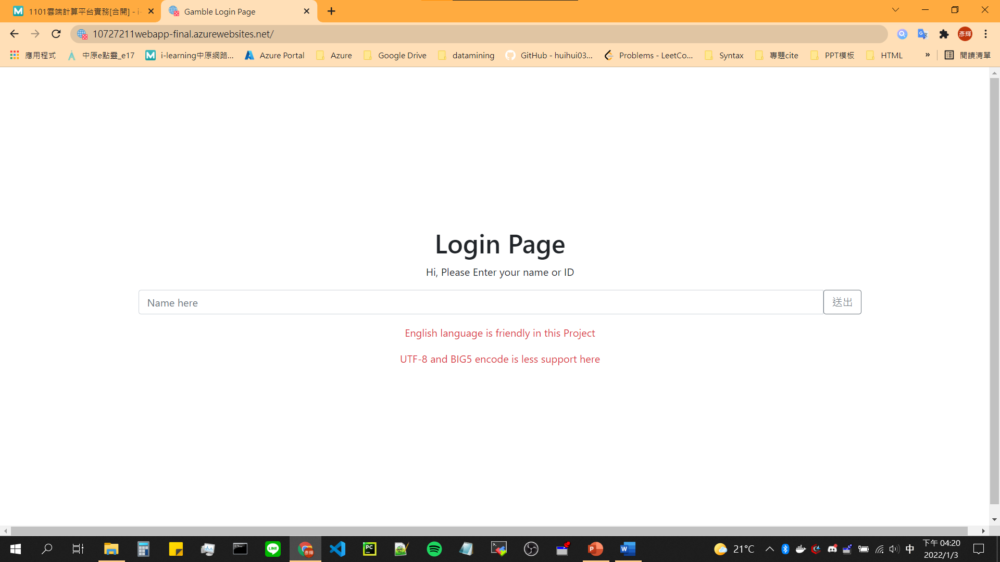 1101雲端計算平台實務[合開] - i-
Gamble Login Page
10727211webapp-final.azurewebsites.net/
彥輝
應用程式
中原e點靈_e17
i-learning中原網路...
Azure Portal
Azure
Google Drive
datamining
GitHub - huihui03...
Problems - LeetCo...
Syntax
專題cite
PPT模板
HTML
»
閱讀清單
Login Page
Hi, Please Enter your name or ID
Name here
送出
English language is friendly in this Project
UTF-8 and BIG5 encode is less support here
LINE
PC
21°C
中
下午 04:20
2022/1/3